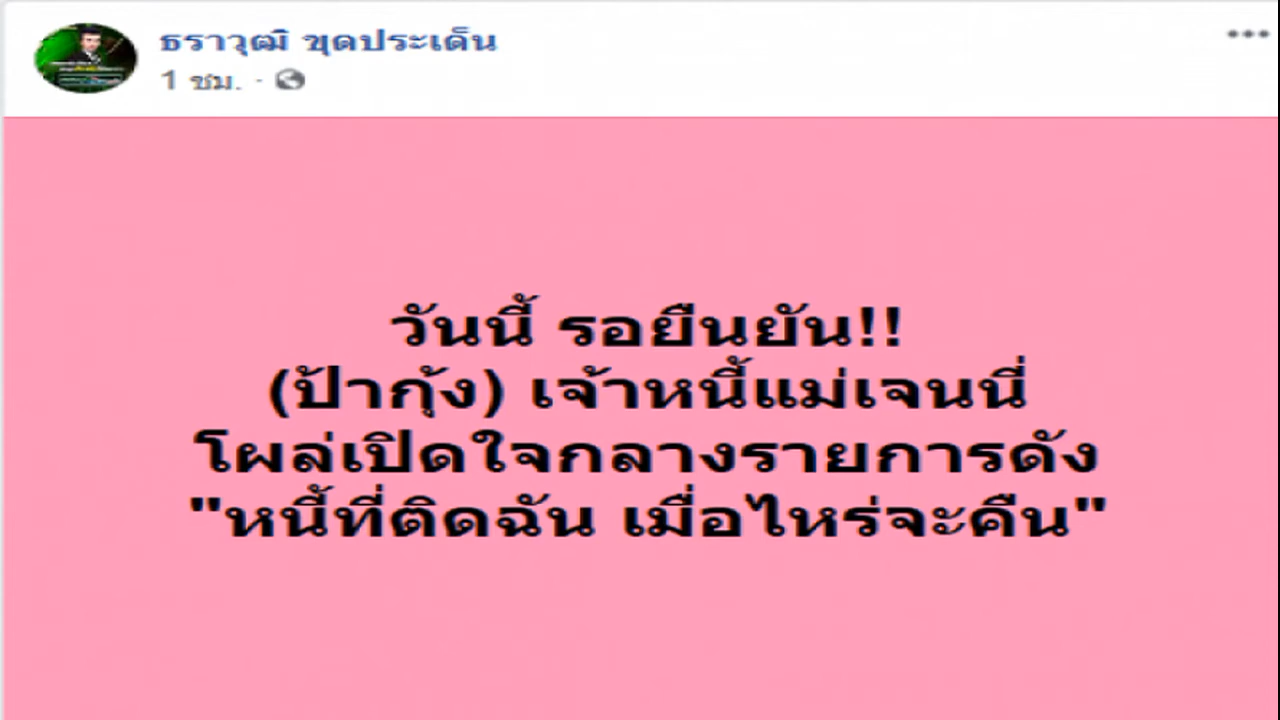 ธราวุฒิ ขุดประเด็น
1 ชม. ·
วันนี้ รอยืนยัน!!
(ป้ากุ้ง) เจ้าหนี้แม่เจนนี่
โผล่เปิดใจกลางรายการดัง
"หนี้ที่ติดฉัน เมื่อไหร่จะคืน"